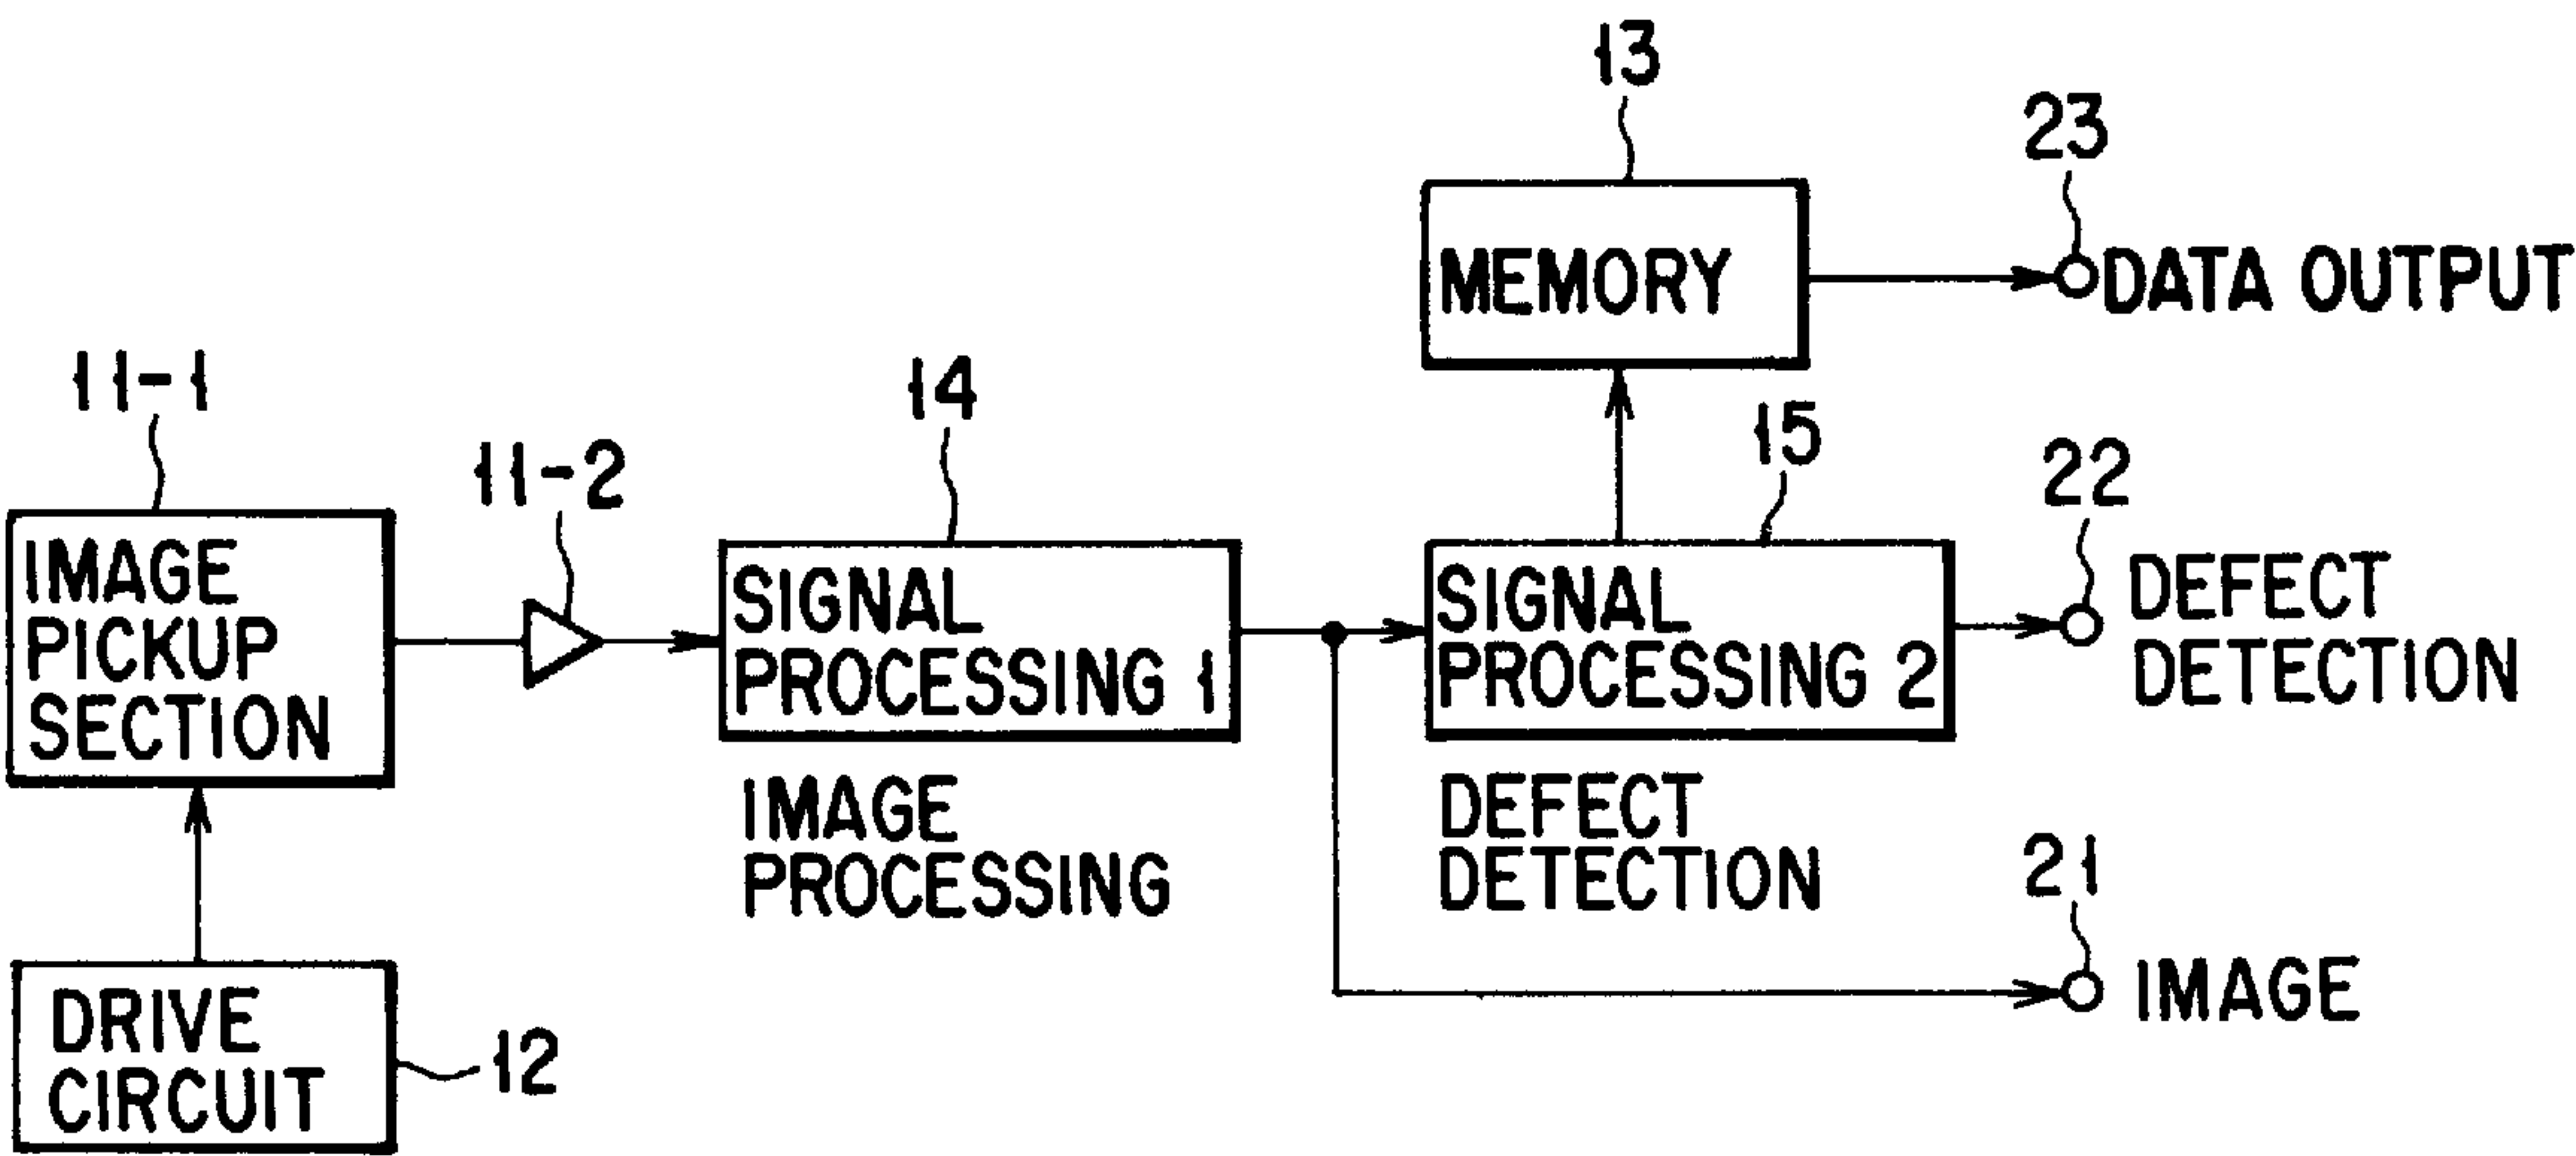 13
23
MEMORY
DATA OUTPUT
11-1
11-2
14
15
22
IMAGE
PICKUP
SECTION
SIGNAL
PROCESSING 1
SIGNAL
PROCESSING 2
DEFECT
DETECTION
IMAGE
PROCESSING
DEFECT
DETECTION
21
IMAGE
DRIVE
CIRCUIT
12